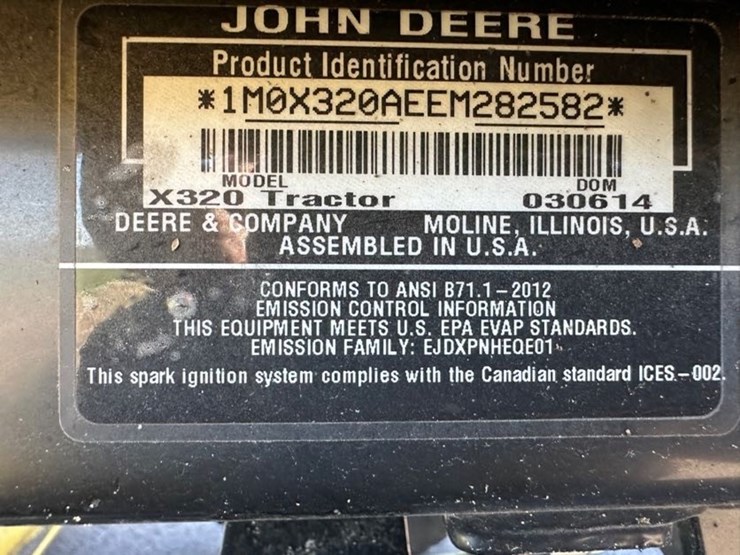 JOHN DEERE
Product Identification Number
*1M0X320AEEM282582*
MODEL DOM
X320 Tractor 030614
DEERE & COMPANY MOLINE, ILLINOIS, U.S.A.
ASSEMBLED IN U.S.A.
CONFORMS TO ANSI B71.1-2012
EMISSION CONTROL INFORMATION
THIS EQUIPMENT MEETS U.S. EPA EVAP STANDARDS.
EMISSION FAMILY: EJDXPNHEQE01
This spark ignition system complies with the Canadian standard ICES-002.